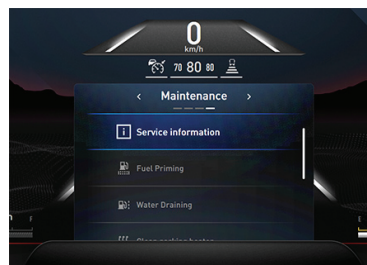 0
km/h
70 80 80
Maintenance
Service information
Fuel Priming
Water Draining
F
E